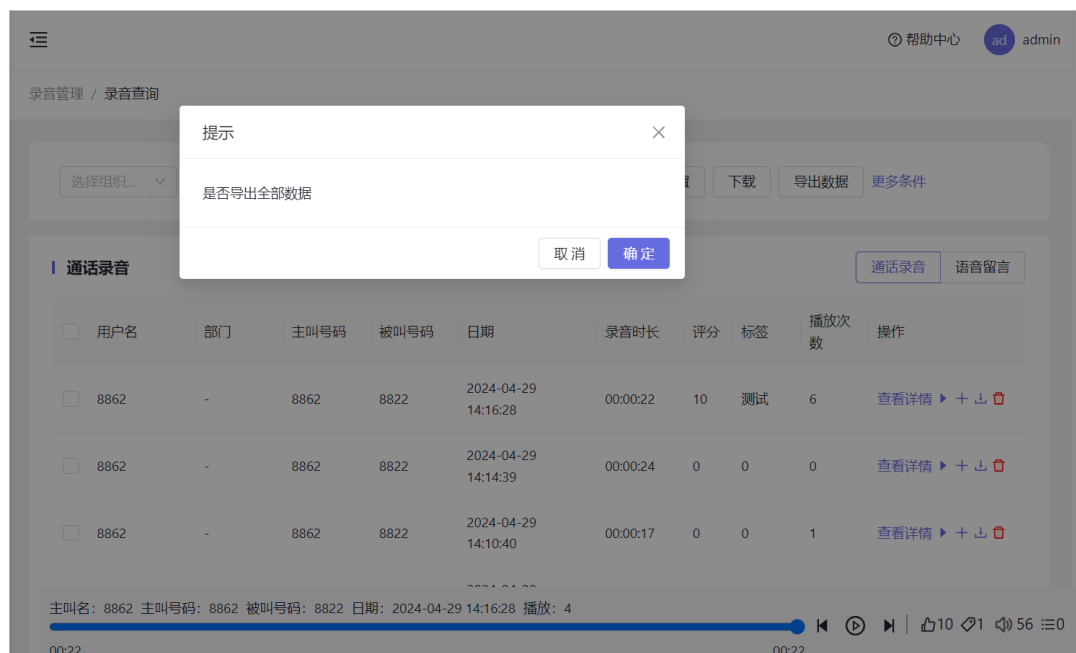 帮助中心 ad admin
录音管理 / 录音查询
提示
是否导出全部数据
取消 确定
选择组织... 下载 导出数据 更多条件
通话录音 通话录音 语音留言
用户名 部门 主叫号码 被叫号码 日期 录音时长 评分 标签 播放次数 操作
8862 - 8862 8822 2024-04-29 14:16:28 00:00:22 10 测试 6 查看详情
8862 - 8862 8822 2024-04-29 14:14:39 00:00:24 0 0 0 查看详情
8862 - 8862 8822 2024-04-29 14:10:40 00:00:17 0 0 1 查看详情
主叫名：8862 主叫号码：8862 被叫号码：8822 日期：2024-04-29 14:16:28 播放：4
10 1 56 0
00:22 00:22